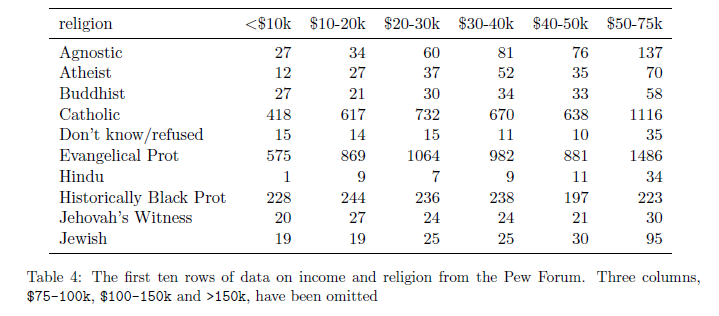 religion <$10k $10-20k $20-30k $30-40k $40-50k $50-75k
Agnostic 27 34 60 81 76 137
Atheist 12 27 37 52 35 70
Buddhist 27 21 30 34 33 58
Catholic 418 617 732 670 638 1116
Don't know/refused 15 14 15 11 10 35
Evangelical Prot 575 869 1064 982 881 1486
Hindu 1 9 7 9 11 34
Historically Black Prot 228 244 236 238 197 223
Jehovah's Witness 20 27 24 24 21 30
Jewish 19 19 25 25 30 95
Table 4: The first ten rows of data on income and religion from the Pew Forum. Three columns,
$75-100k, $100-150k and >150k, have been omitted